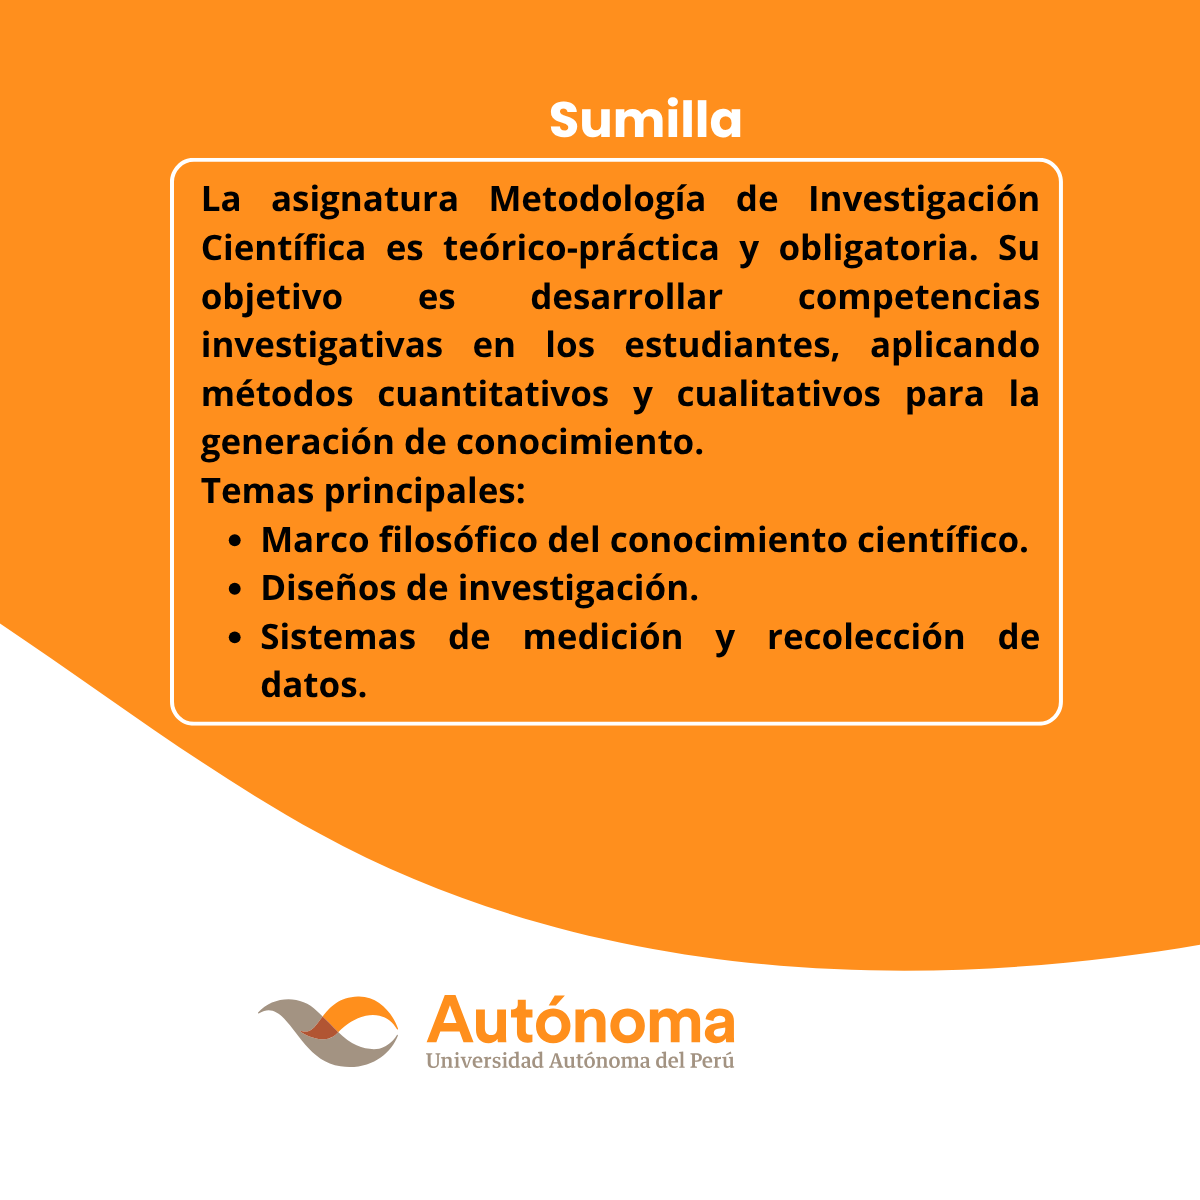 Sumilla
La asignatura Metodología de Investigación
Científica es teórico-práctica y obligatoria. Su
objetivo es desarrollar competencias
investigativas en los estudiantes, aplicando
métodos cuantitativos y cualitativos para la
generación de conocimiento.
Temas principales:
• Marco filosófico del conocimiento científico.
• Diseños de investigación.
• Sistemas de medición y recolección de
datos.
Autónoma
Universidad Autónoma del Perú